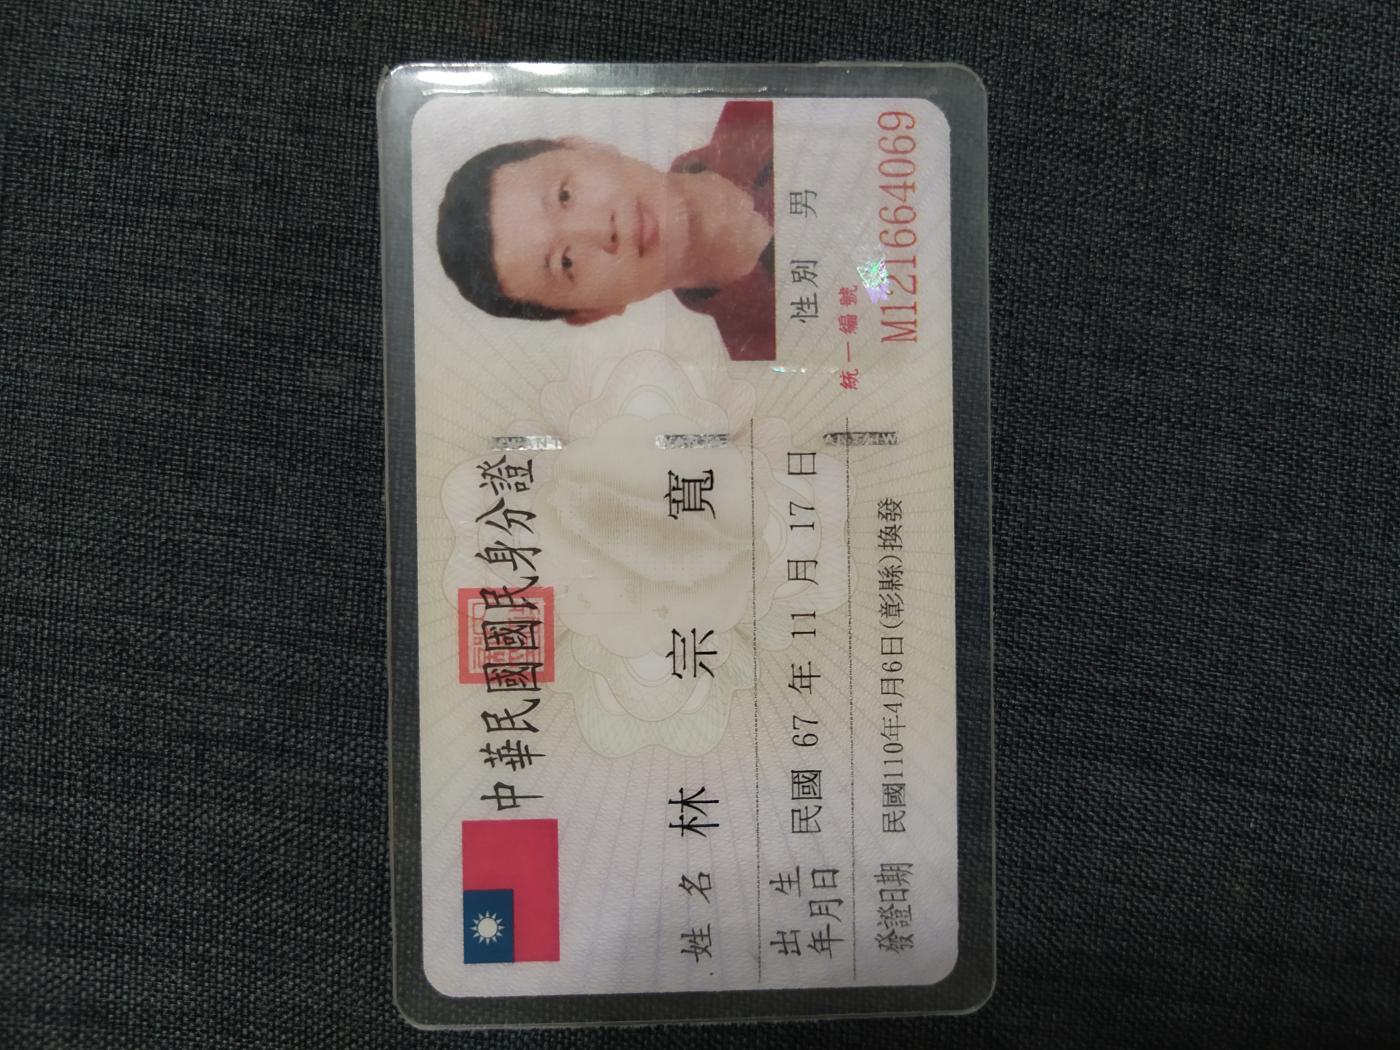 中華民國國民身分證
姓名 林宗寬
出生年月日 民國 67 年 11 月 17 日
性別 男
發證日期 民國110年4月6日(彰縣)換發
統一編號
M121664069